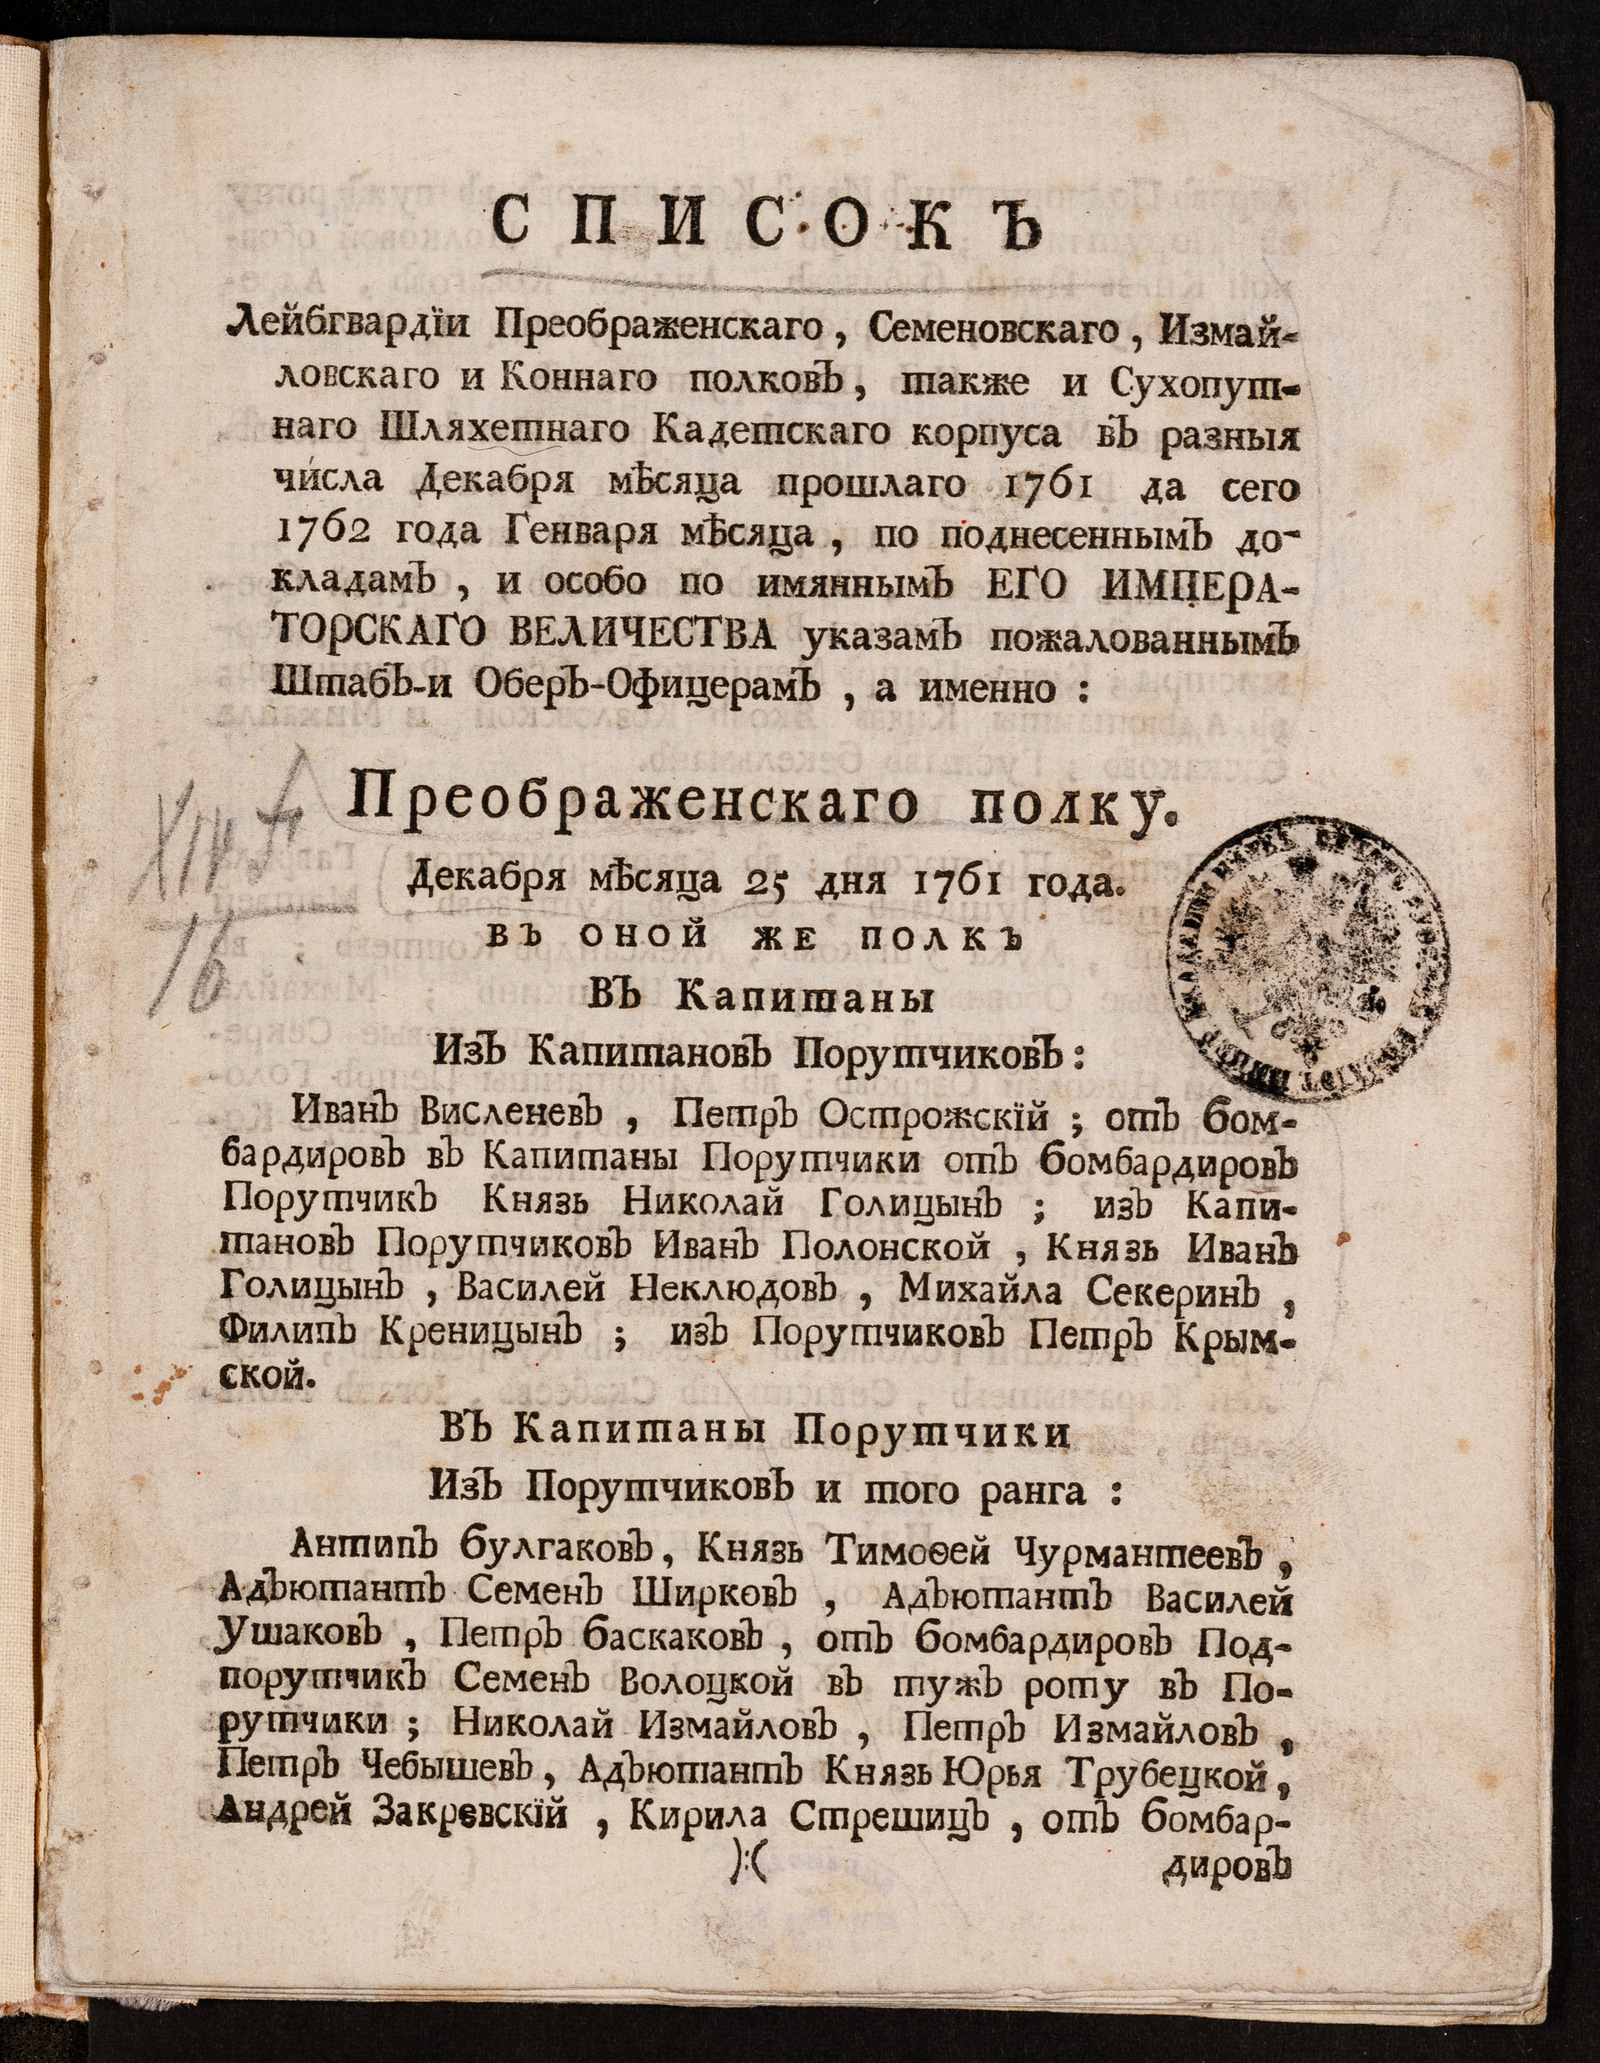 СПИСОКЪ
Лейбгвардїи Преображенскаго, Семеновскаго, Измай-
ловскаго и Коннаго полковъ, также и Сухопут-
наго Шляхетнаго Кадетскаго корпуса въ разныя
числа Декабря мѣсяца прошлаго 1761 да сего
1762 года Генваря мѣсяца, по поднесеннымъ до-
кладамъ, и особо по имяннымъ ЕГО ИМПЕРА-
ТОРСКАГО ВЕЛИЧЕСТВА указамъ пожалованнымъ
Штабъ-и Оберъ-Офицерамъ, а именно:
Преображенскаго полку.
Декабря мѣсяца 25 дня 1761 года.
ВЪ ОНОЙ ЖЕ ПОЛКЪ
Въ Капитаны
Изъ Капитановъ Порутчиковъ:
Иванъ Висленевъ, Петръ Острожскїй; отъ бом-
бардировъ въ Капитаны Порутчики отъ бомбардировъ
Порутчикъ Князь Николай Голицынъ; изъ Капи-
тановъ Порутчиковъ Иванъ Полонской, Князь Иванъ
Голицынъ, Василей Неклюдовъ, Михайла Секеринъ,
Филипъ Креницынъ; изъ Порутчиковъ Петръ Крым-
ской.
Въ Капитаны Порутчики
Изъ Порутчиковъ и того ранга:
Антипъ булгаковъ, Князь Тимоѳей Чурмантеевъ,
Адъютантъ Семенъ Ширковъ, Адъютантъ Василей
Ушаковъ, Петръ баскаковъ, отъ бомбардировъ Под-
порутчикъ Семенъ Волоцкой въ тужъ роту въ По-
рутчики; Николай Измайловъ, Петръ Измайловъ,
Петръ Чебышевъ, Адъютантъ Князь Юрья Трубецкой,
Андрей Закревскїй, Кирила Стрешицъ, отъ бомбар-
):( дировъ
XIV
16